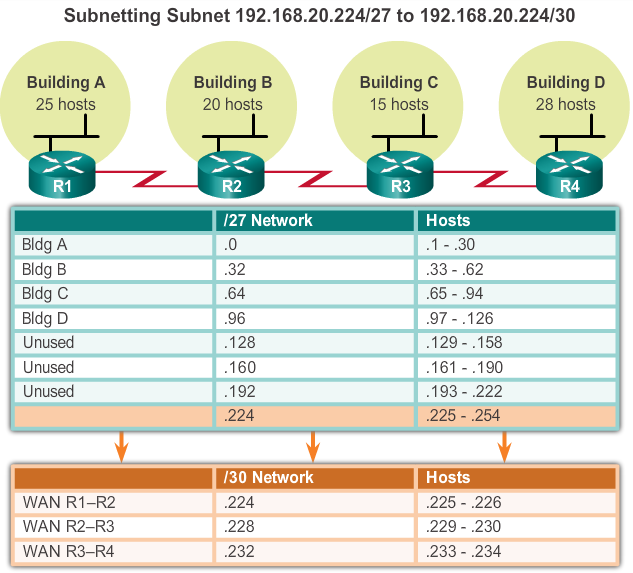 Subnetting Subnet 192.168.20.224/27 to 192.168.20.224/30
Building A Building B Building C Building D
25 hosts 20 hosts 15 hosts 28 hosts
R1 R2 R3 R4
/27 Network Hosts
Bldg A .0 .1 - .30
Bldg B .32 .33 - .62
Bldg C .64 .65 - .94
Bldg D .96 .97 - .126
Unused .128 .129 - .158
Unused .160 .161 - .190
Unused .192 .193 - .222
.224 .225 - .254
/30 Network Hosts
WAN R1–R2 .224 .225 - .226
WAN R2–R3 .228 .229 - .230
WAN R3–R4 .232 .233 - .234